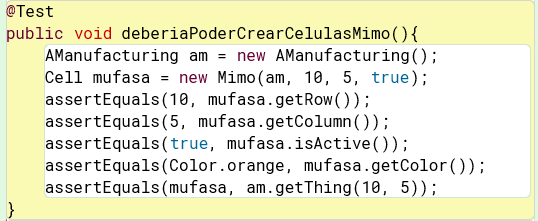 @Test
public void deberiaPoderCrearCelulasMimo(){
AManufacturing am = new AManufacturing();
Cell mufasa = new Mimo(am, 10, 5, true);
assertEquals(10, mufasa.getRow());
assertEquals(5, mufasa.getColumn());
assertEquals(true, mufasa.isActive());
assertEquals(Color.orange, mufasa.getColor());
assertEquals(mufasa, am.getThing(10, 5));
}